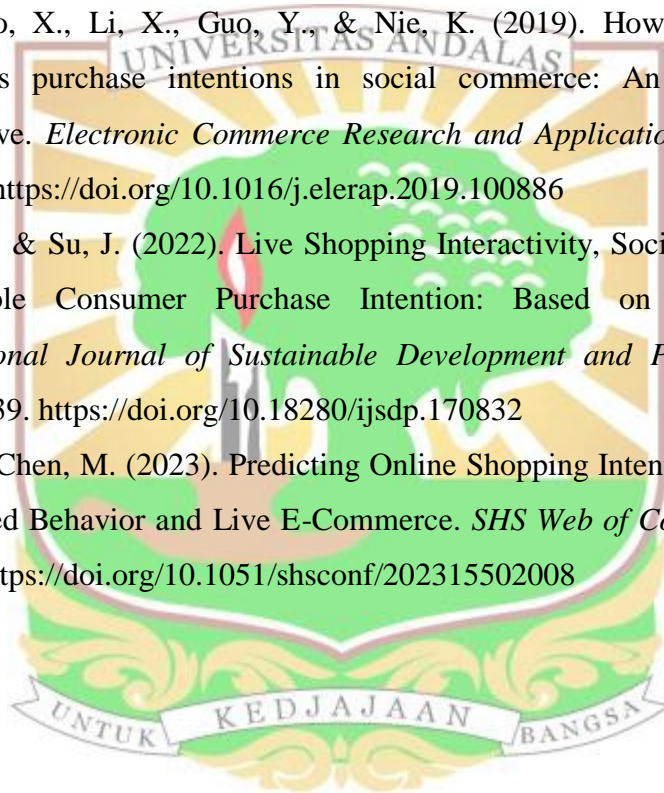 o, X., Li, X., Guo, Y., & Nie, K. (2019). How
UNIVERSITAS ANDALAS
s purchase intentions in social commerce: An
ve. Electronic Commerce Research and Applicatio
https://doi.org/10.1016/j.elerap.2019.100886
& Su, J. (2022). Live Shopping Interactivity, Soci
le Consumer Purchase Intention: Based on
onal Journal of Sustainable Development and P
39. https://doi.org/10.18280/ijsdp.170832
Chen, M. (2023). Predicting Online Shopping Inten
ed Behavior and Live E-Commerce. SHS Web of Co
ttps://doi.org/10.1051/shsconf/202315502008
UNTUK KEDJAJAAN BANGSA